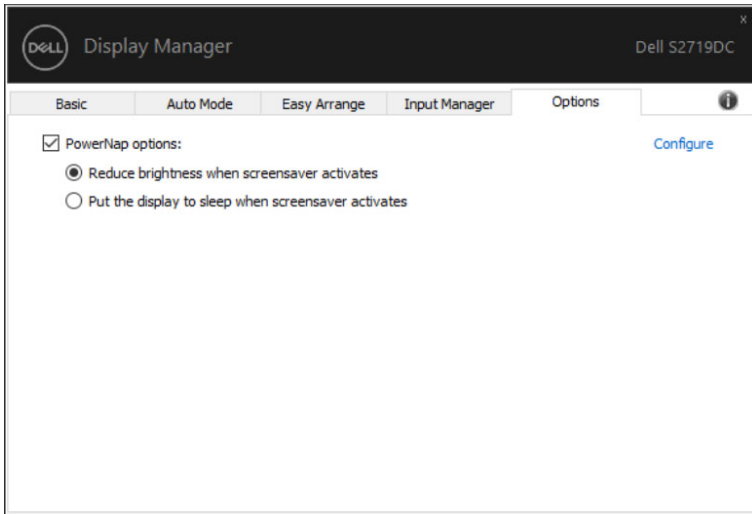 x
DELL Display Manager Dell S2719DC
Basic Auto Mode Easy Arrange Input Manager Options i
PowerNap options: Configure
Reduce brightness when screensaver activates
Put the display to sleep when screensaver activates